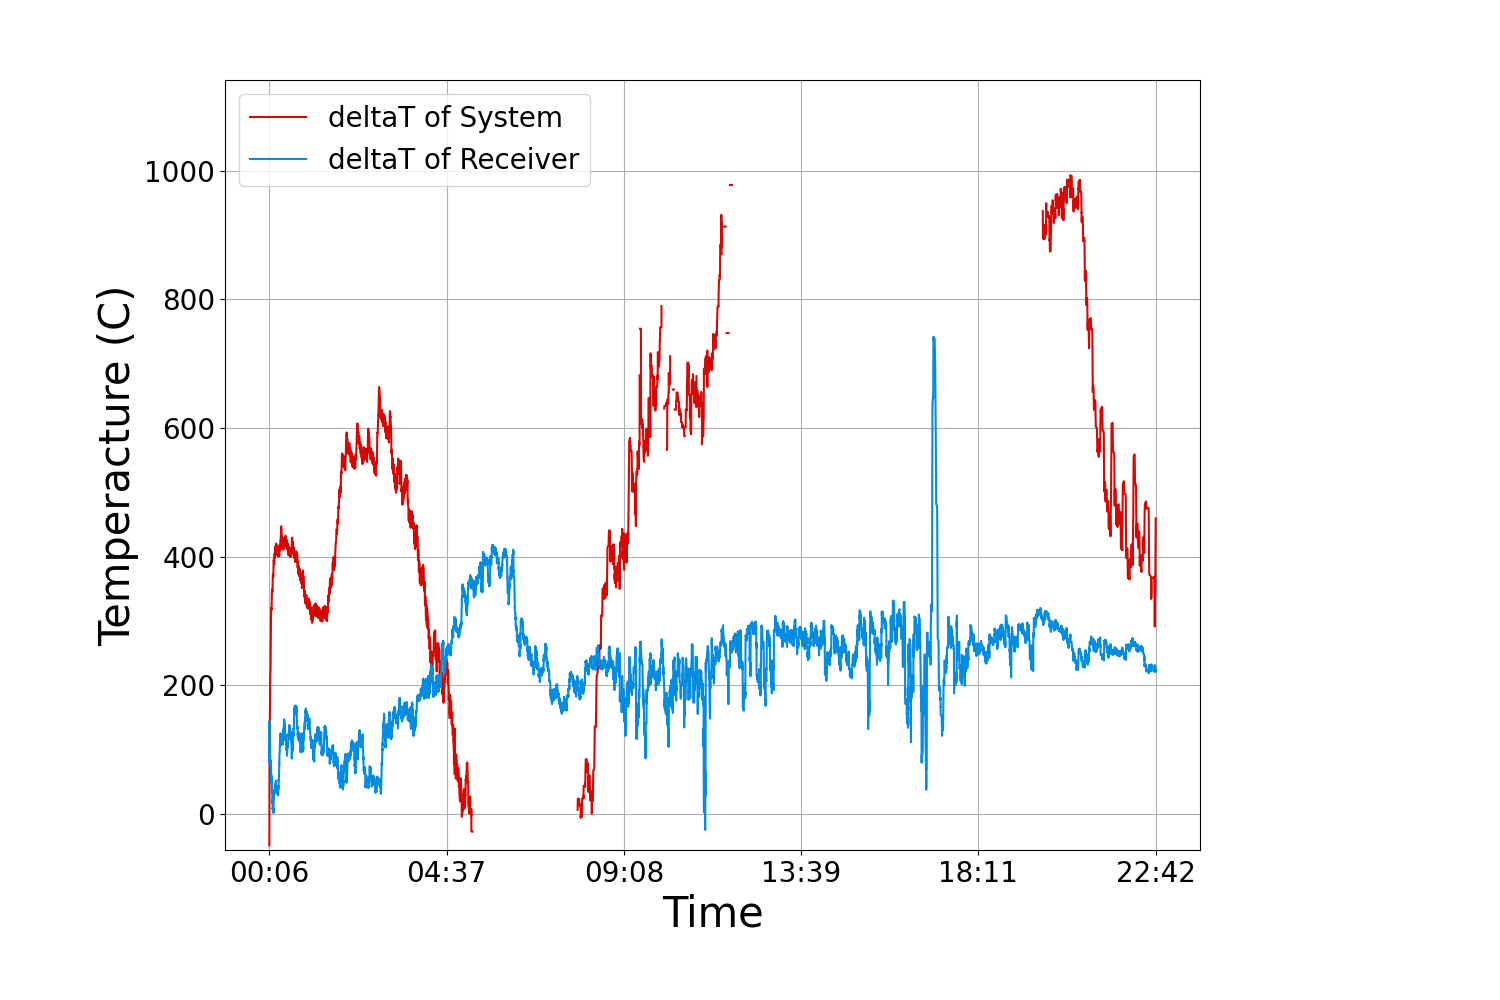 deltaT of System
deltaT of Receiver
Temperacture (C)
1000
800
600
400
200
0
00:06 04:37 09:08 13:39 18:11 22:42
Time